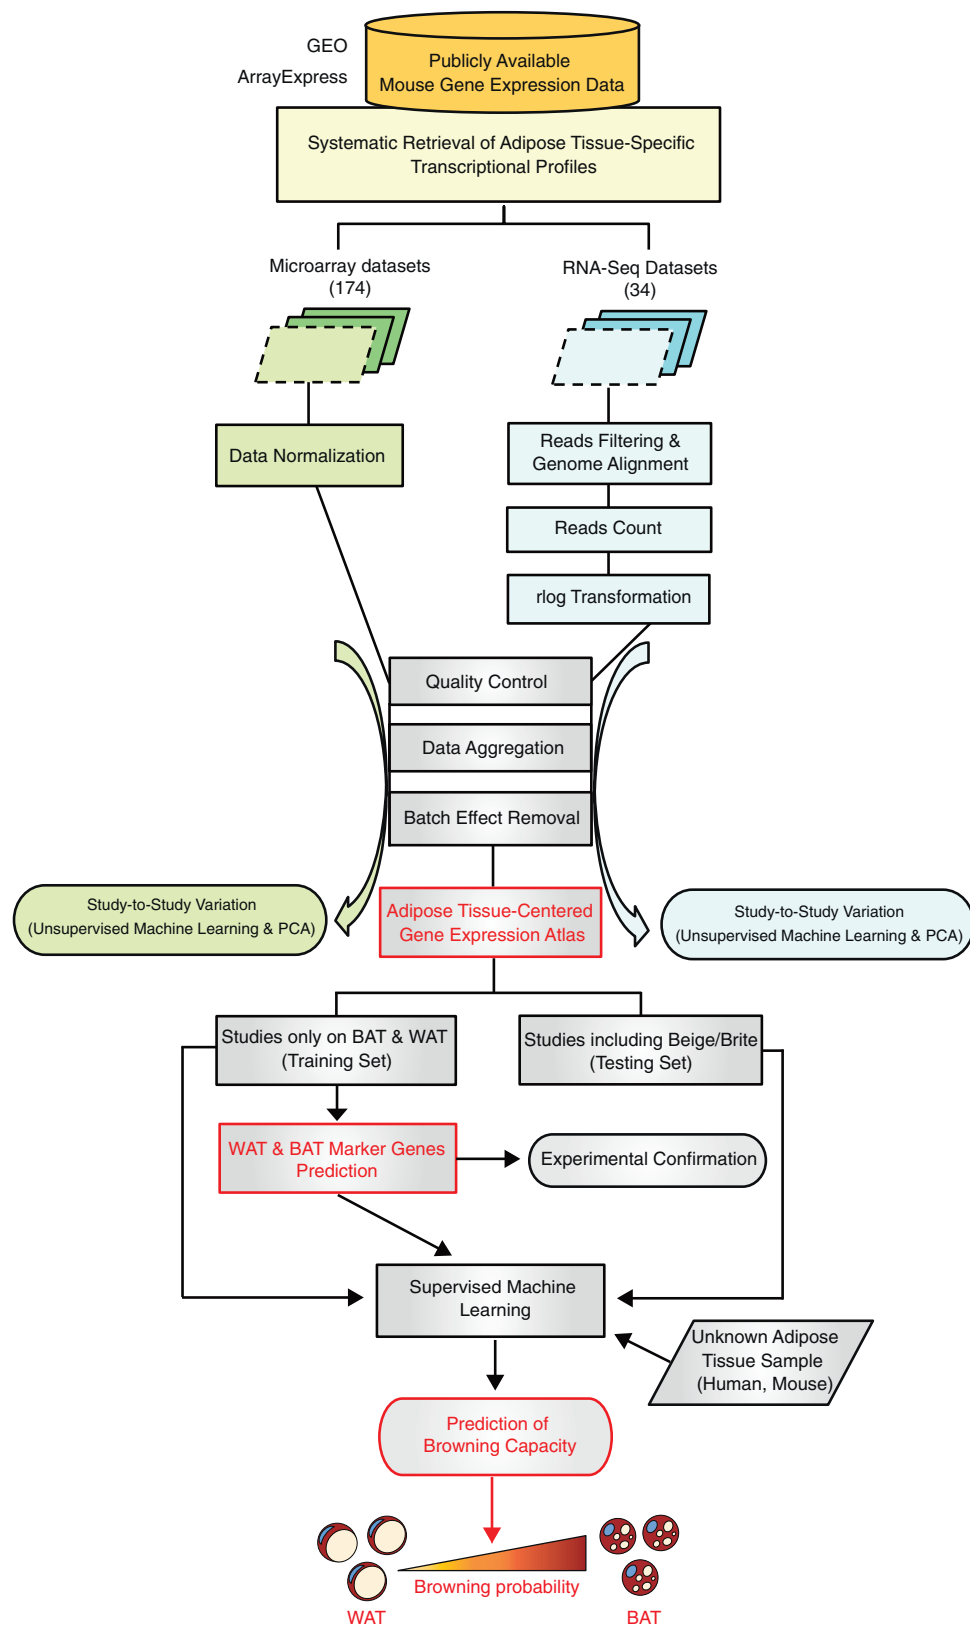 GEO
ArrayExpress
Publicly Available
Mouse Gene Expression Data
Systematic Retrieval of Adipose Tissue-Specific
Transcriptional Profiles
Microarray datasets
(174)
RNA-Seq Datasets
(34)
Data Normalization
Reads Filtering &
Genome Alignment
Reads Count
rlog Transformation
Quality Control
Data Aggregation
Batch Effect Removal
Study-to-Study Variation
(Unsupervised Machine Learning & PCA)
Adipose Tissue-Centered
Gene Expression Atlas
Study-to-Study Variation
(Unsupervised Machine Learning & PCA)
Studies only on BAT & WAT
(Training Set)
Studies including Beige/Brite
(Testing Set)
WAT & BAT Marker Genes
Prediction
Experimental Confirmation
Supervised Machine
Learning
Unknown Adipose
Tissue Sample
(Human, Mouse)
Prediction of
Browning Capacity
Browning probability
WAT
BAT